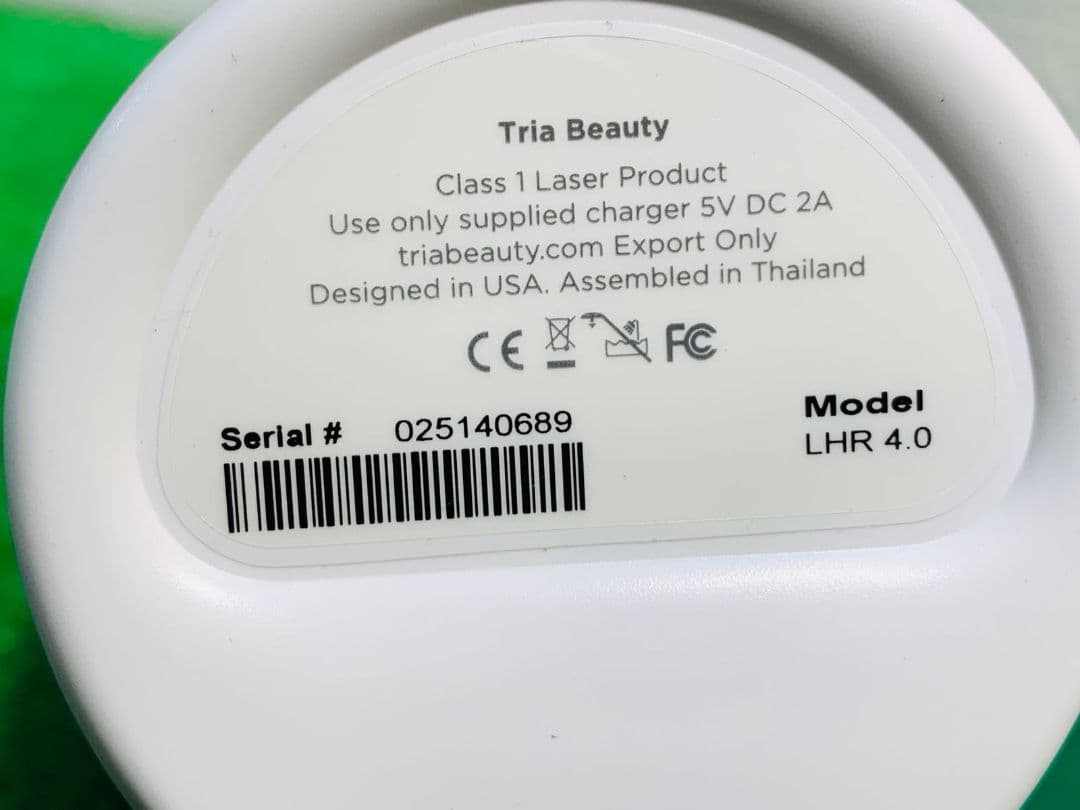 Tria Beauty
Class 1 Laser Product
Use only supplied charger 5V DC 2A
triabeauty.com Export Only
Designed in USA. Assembled in Thailand
CE FC
Serial # 025140689
Model
LHR 4.0